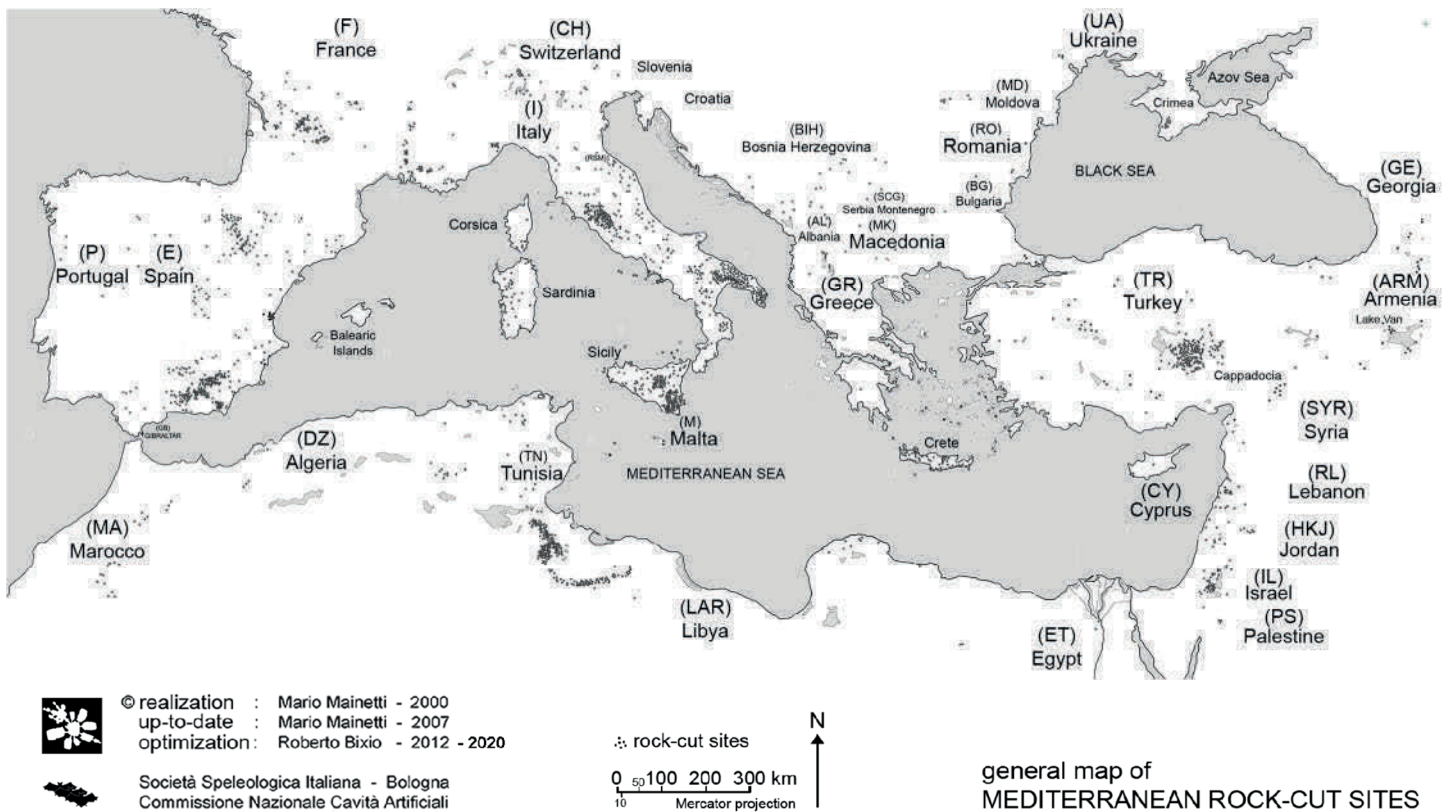 (F)
France
(CH)
Switzerland
Slovenia
Croatia
(I)
Italy
(RSM)
(BIH)
Bosnia Herzegovina
(UA)
Ukraine
(MD)
Moldova
(RO)
Romania
Azov Sea
Crimea
BLACK SEA
(GE)
Georgia
(BG)
Bulgaria
(SCG)
Serbia Montenegro
(MK)
Macedonia
(AL)
Albania
(P)
Portugal
(E)
Spain
Corsica
Sardinia
Balearic
Islands
Sicily
(GR)
Greece
(TR)
Turkey
(ARM)
Armenia
Lake Van
Cappadocia
(GB)
GIBRALTAR
(DZ)
Algeria
(TN)
Tunisia
(M)
Malta
MEDITERRANEAN SEA
Crete
(CY)
Cyprus
(SYR)
Syria
(RL)
Lebanon
(HKJ)
Jordan
(IL)
Israel
(PS)
Palestine
(MA)
Marocco
(LAR)
Libya
(ET)
Egypt
© realization : Mario Mainetti - 2000
up-to-date : Mario Mainetti - 2007
optimization : Roberto Bixio - 2012 - 2020
Società Speleologica Italiana - Bologna
Commissione Nazionale Cavità Artificiali
rock-cut sites
0 50 100 200 300 km
10 Mercator projection
N
general map of
MEDITERRANEAN ROCK-CUT SITES